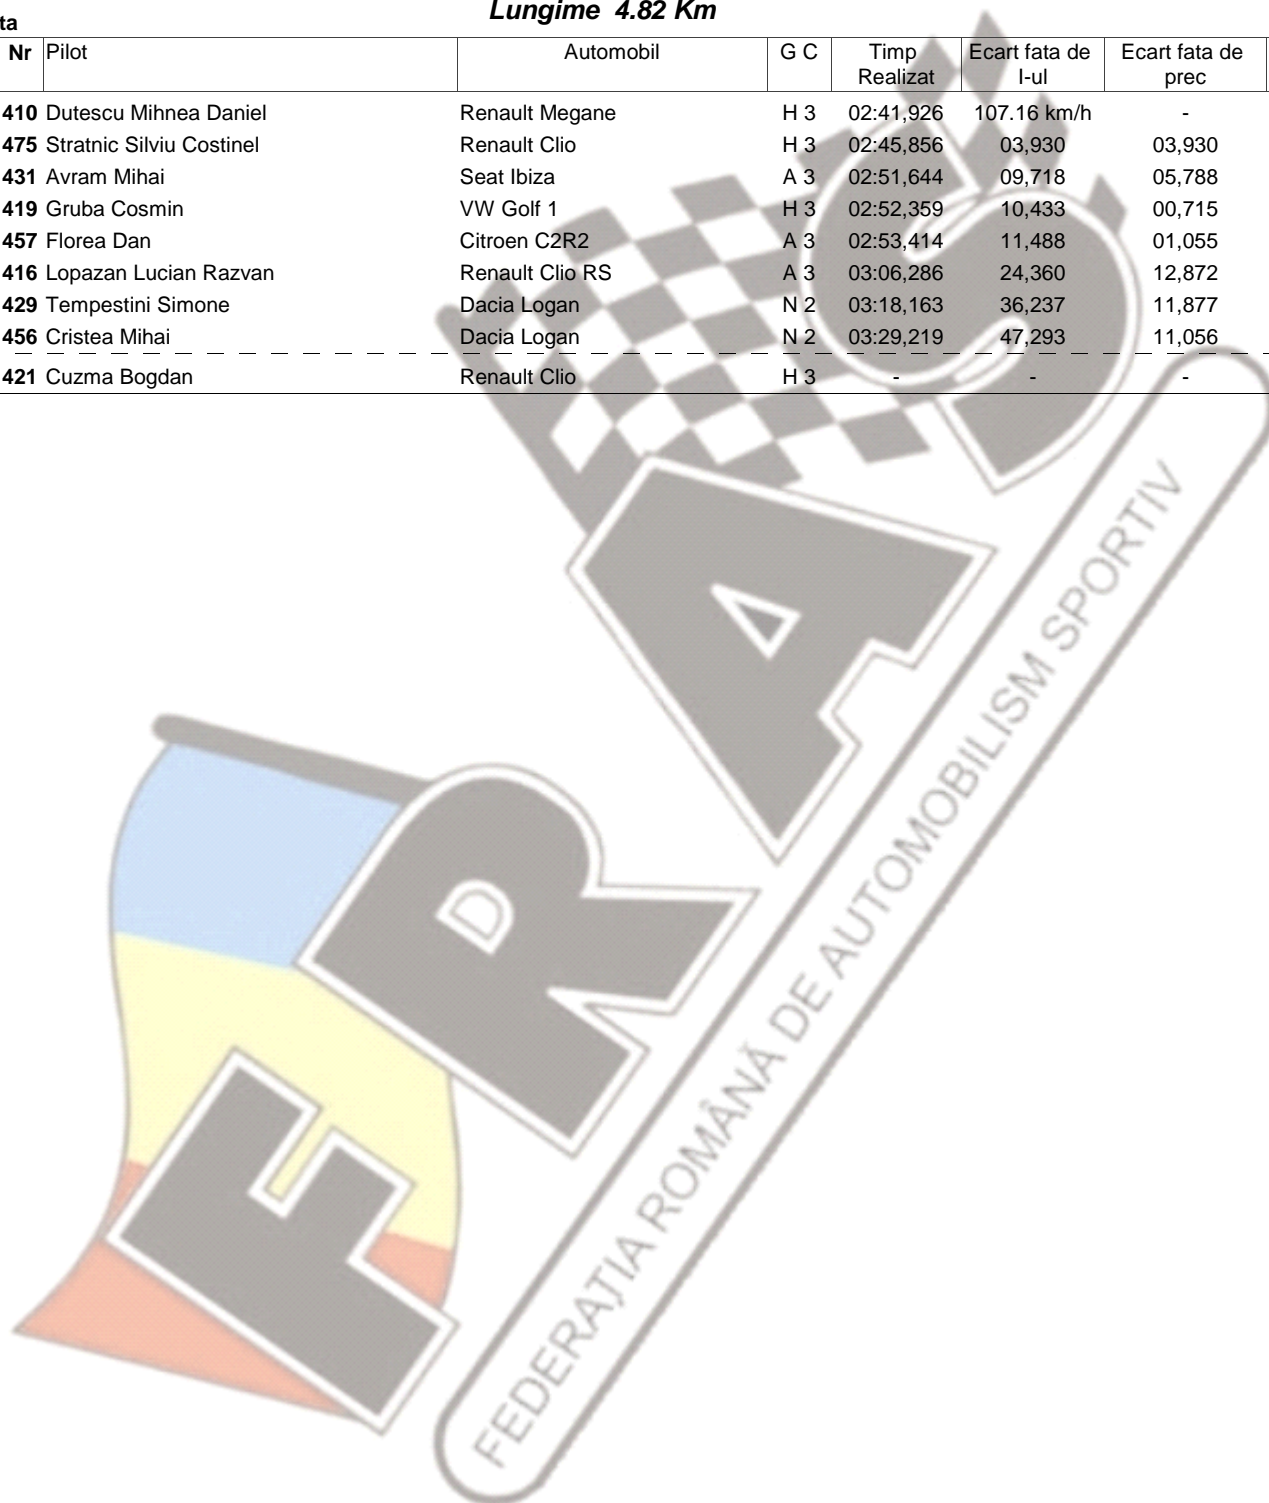 Lungime 4.82 Km
ta
Nr Pilot Automobil G C Timp Realizat Ecart fata de I-ul Ecart fata de prec
410 Dutescu Mihnea Daniel Renault Megane H 3 02:41,926 107.16 km/h -
475 Stratnic Silviu Costinel Renault Clio H 3 02:45,856 03,930 03,930
431 Avram Mihai Seat Ibiza A 3 02:51,644 09,718 05,788
419 Gruba Cosmin VW Golf 1 H 3 02:52,359 10,433 00,715
457 Florea Dan Citroen C2R2 A 3 02:53,414 11,488 01,055
416 Lopazan Lucian Razvan Renault Clio RS A 3 03:06,286 24,360 12,872
429 Tempestini Simone Dacia Logan N 2 03:18,163 36,237 11,877
456 Cristea Mihai Dacia Logan N 2 03:29,219 47,293 11,056
421 Cuzma Bogdan Renault Clio H 3 - - -
FRAS
FEDERAȚIA ROMÂNĂ DE AUTOMOBILISM SPORTIV